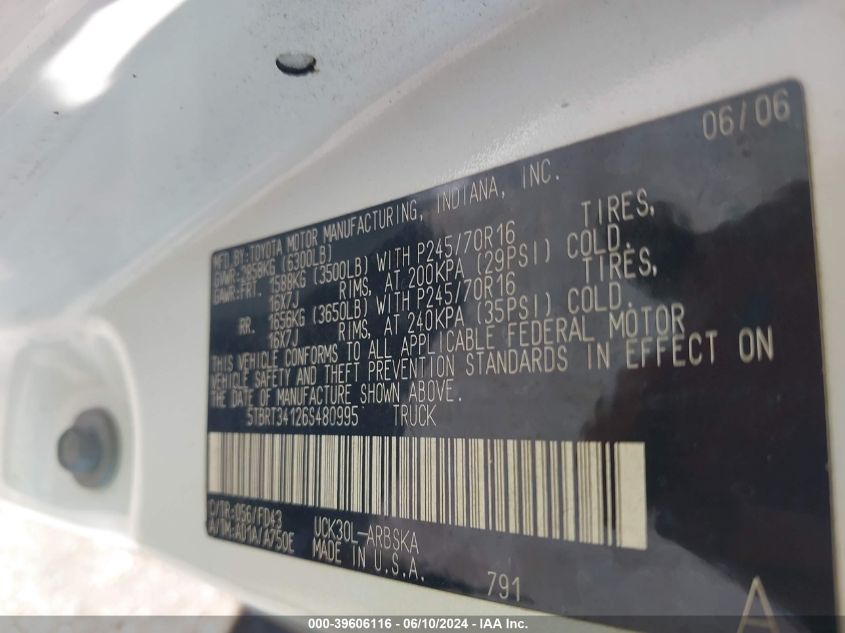 06/06
MFD.BY:TOYOTA MOTOR MANUFACTURING, INDIANA, INC.
GVWR:2858KG (6300LB)
GAWR:FRT. 1588KG (3500LB) WITH P245/70R16 TIRES,
16X7J RIMS, AT 200KPA (29PSI) COLD.
RR. 1656KG (3650LB) WITH P245/70R16 TIRES,
16X7J RIMS, AT 240KPA (35PSI) COLD.
THIS VEHICLE CONFORMS TO ALL APPLICABLE FEDERAL MOTOR
VEHICLE SAFETY AND THEFT PREVENTION STANDARDS IN EFFECT ON
THE DATE OF MANUFACTURE SHOWN ABOVE.
5TBRT34126S480995 TRUCK
C/TR:056/FD43
A/TM:A01A/A750E
UCK30L-ARBSKA
MADE IN U.S.A.
791
A
000-39606116 - 06/10/2024 - IAA Inc.